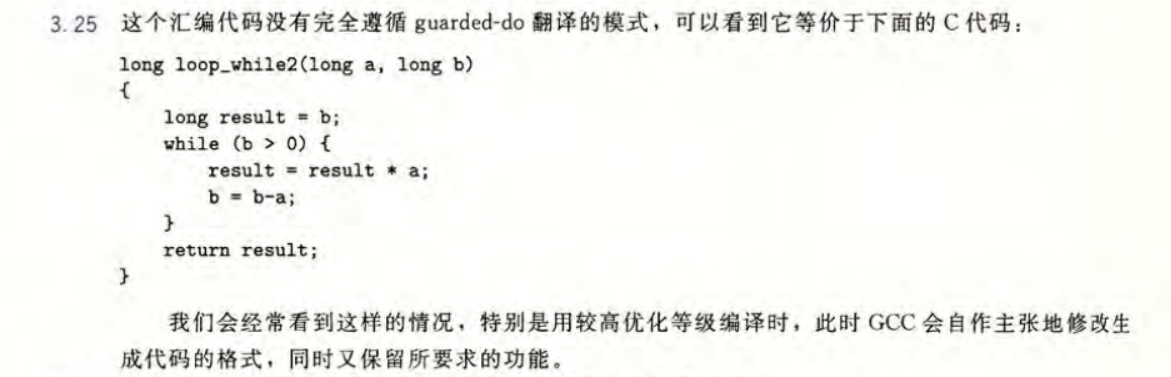 3.25 这个汇编代码没有完全遵循 guarded-do 翻译的模式，可以看到它等价于下面的 C 代码：
long loop_while2(long a, long b)
{
    long result = b;
    while (b > 0) {
        result = result * a;
        b = b-a;
    }
    return result;
}
我们会经常看到这样的情况，特别是用较高优化等级编译时，此时 GCC 会自作主张地修改生
成代码的格式，同时又保留所要求的功能。